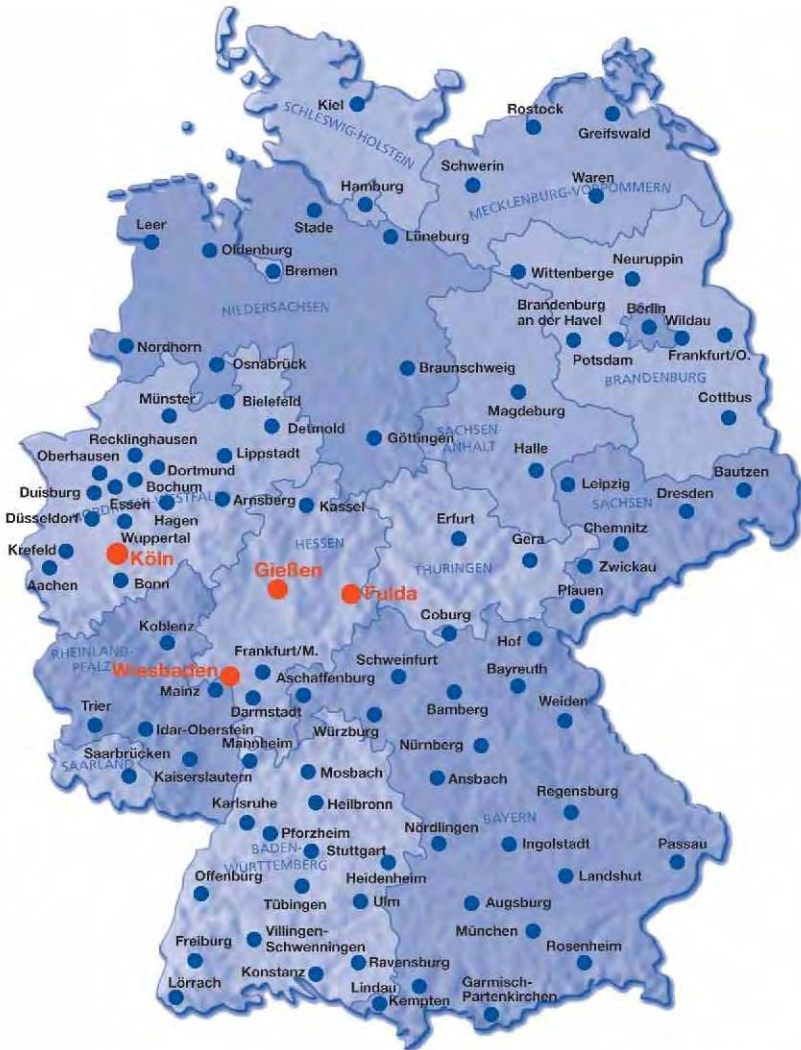 Kiel
SCHLESWIG-HOLSTEIN
Rostock
Greifswald
Schwerin
Waren
MECKLENBURG-VORPOMMERN
Hamburg
Stade
Lüneburg
Leer
Oldenburg
Bremen
NIEDERSACHSEN
Wittenberge
Neuruppin
Brandenburg
an der Havel
Berlin
Wildau
Potsdam
Frankfurt/O.
BRANDENBURG
Cottbus
Nordhorn
Osnabrück
Braunschweig
Magdeburg
Münster
Bielefeld
Detmold
Göttingen
SACHSEN
ANHALT
Halle
Recklinghausen
Oberhausen
Dortmund
Lippstadt
Duisburg
Bochum
Essen
NORDRHEIN-WESTFALEN
Arnsberg
Kassel
Leipzig
SACHSEN
Bautzen
Dresden
Düsseldorf
Hagen
Wuppertal
HESSEN
Erfurt
Gera
Chemnitz
Krefeld
Köln
Zwickau
Aachen
Bonn
Gießen
Fulda
THÜRINGEN
Plauen
Koblenz
Coburg
Hof
RHEINLAND-
PFALZ
Wiesbaden
Frankfurt/M.
Schweinfurt
Bayreuth
Mainz
Aschaffenburg
Darmstadt
Bamberg
Weiden
Trier
Idar-Oberstein
Würzburg
Saarbrücken
SAARLAND
Mannheim
Nürnberg
Kaiserslautern
Mosbach
Ansbach
Karlsruhe
Heilbronn
Regensburg
Pforzheim
Nördlingen
BAYERN
BADEN-
WÜRTTEMBERG
Stuttgart
Ingolstadt
Passau
Offenburg
Heidenheim
Landshut
Tübingen
Ulm
Augsburg
München
Freiburg
Villingen-
Schwenningen
Rosenheim
Konstanz
Ravensburg
Lörrach
Lindau
Kempten
Garmisch-
Partenkirchen